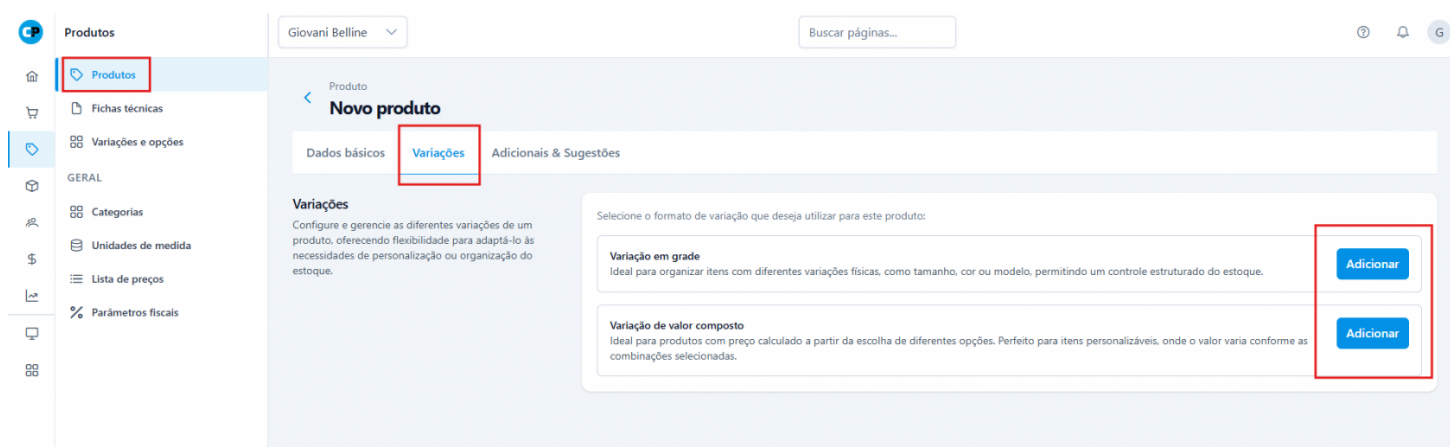 CP
Produtos
Giovani Belline
Buscar páginas...
G
Produtos
Fichas técnicas
Variações e opções
GERAL
Categorias
Unidades de medida
Lista de preços
Parâmetros fiscais
Produto
Novo produto
Dados básicos
Variações
Adicionais & Sugestões
Variações
Configure e gerencie as diferentes variações de um
produto, oferecendo flexibilidade para adaptá-lo às
necessidades de personalização ou organização do
estoque.
Selecione o formato de variação que deseja utilizar para este produto:
Variação em grade
Ideal para organizar itens com diferentes variações físicas, como tamanho, cor ou modelo, permitindo um controle estruturado do estoque.
Adicionar
Variação de valor composto
Ideal para produtos com preço calculado a partir da escolha de diferentes opções. Perfeito para itens personalizáveis, onde o valor varia conforme as
combinações selecionadas.
Adicionar